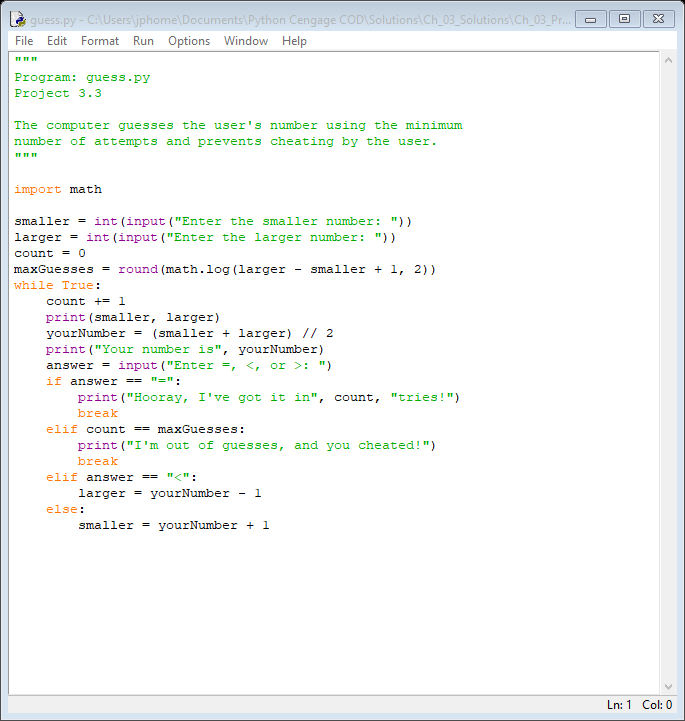 guess.py - C:\Users\jphome\Documents\Python Cengage COD\Solutions\Ch_03_Solutions\Ch_03_Pr...
File Edit Format Run Options Window Help
"""
Program: guess.py
Project 3.3

The computer guesses the user's number using the minimum
number of attempts and prevents cheating by the user.
"""

import math

smaller = int(input("Enter the smaller number: "))
larger = int(input("Enter the larger number: "))
count = 0
maxGuesses = round(math.log(larger - smaller + 1, 2))
while True:
    count += 1
    print(smaller, larger)
    yourNumber = (smaller + larger) // 2
    print("Your number is", yourNumber)
    answer = input("Enter =, <, or >: ")
    if answer == "=":
        print("Hooray, I've got it in", count, "tries!")
        break
    elif count == maxGuesses:
        print("I'm out of guesses, and you cheated!")
        break
    elif answer == "<":
        larger = yourNumber - 1
    else:
        smaller = yourNumber + 1
Ln: 1 Col: 0